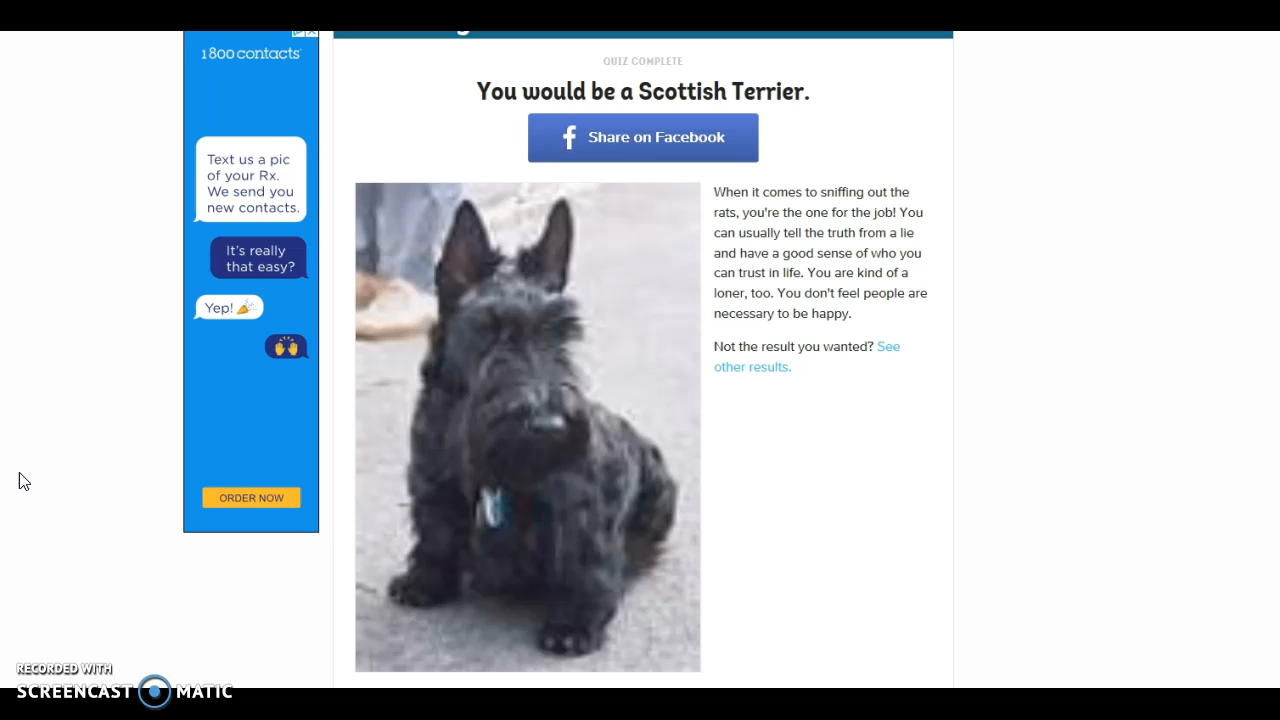 1800 contacts
Text us a pic
of your Rx.
We send you
new contacts.
It's really
that easy?
Yep! 🎉
🙌
ORDER NOW
QUIZ COMPLETE
You would be a Scottish Terrier.
f Share on Facebook
When it comes to sniffing out the
rats, you're the one for the job! You
can usually tell the truth from a lie
and have a good sense of who you
can trust in life. You are kind of a
loner, too. You don't feel people are
necessary to be happy.
Not the result you wanted? See
other results.
RECORDED WITH
SCREENCAST MATIC